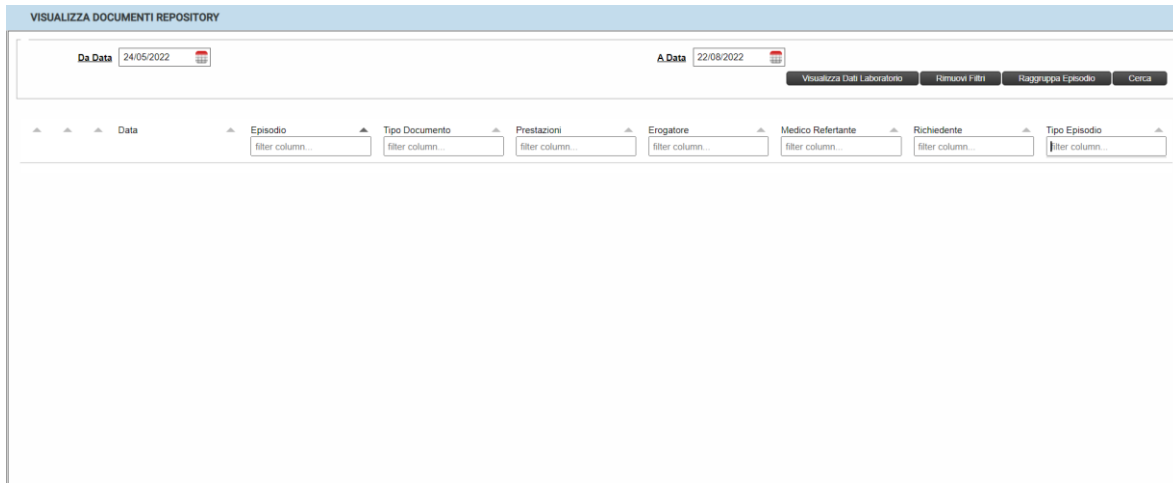 VISUALIZZA DOCUMENTI REPOSITORY
Da Data 24/05/2022 A Data 22/08/2022
Visualizza Dati Laboratorio Rimuovi Filtri Raggruppa Episodio Cerca
Data Episodio Tipo Documento Prestazioni Erogatore Medico Refertante Richiedente Tipo Episodio
filter column... filter column... filter column... filter column... filter column... filter column... filter column...